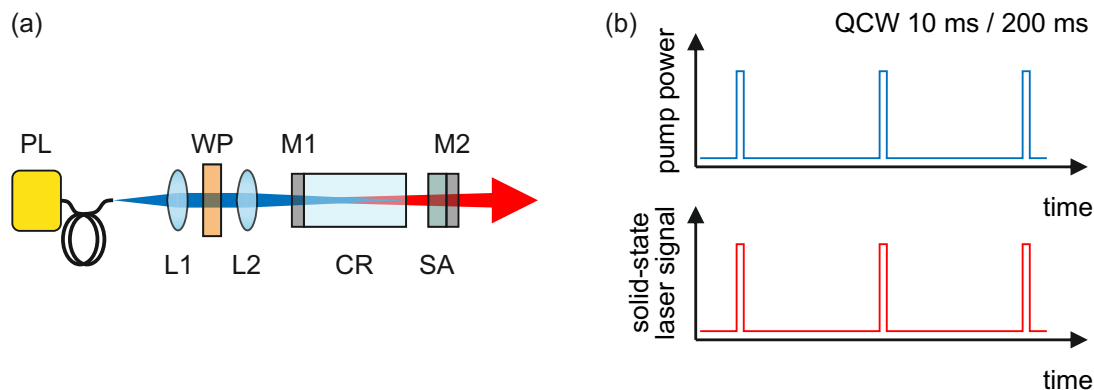 (a)
PL
WP
M1
M2
L1
L2
CR
SA
(b)
QCW 10 ms / 200 ms
pump power
time
solid-state
laser signal
time